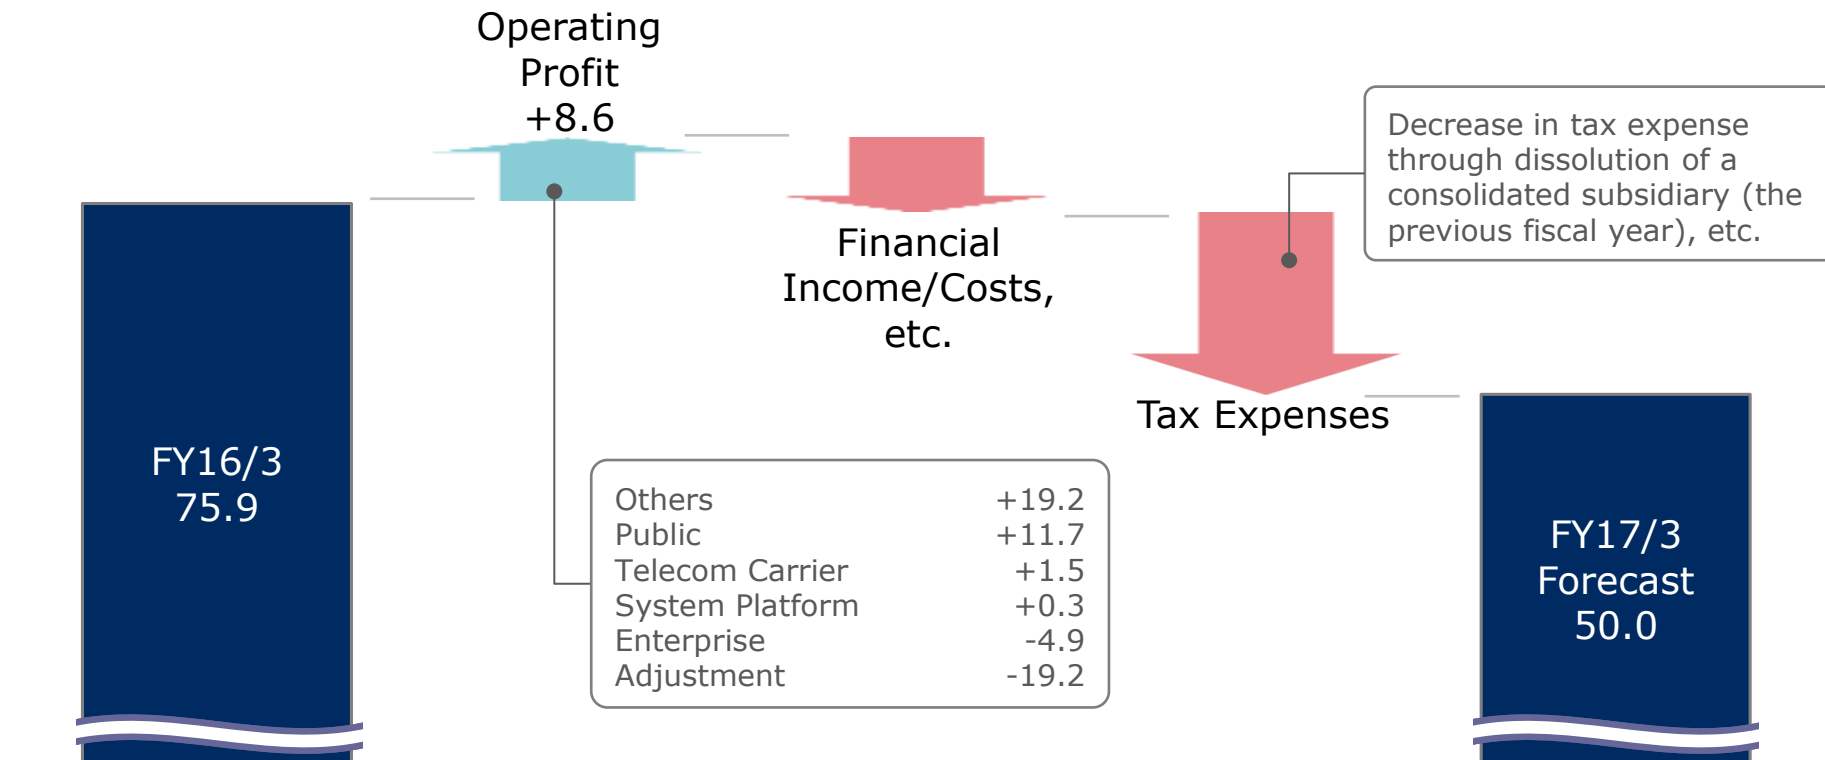 Operating
Profit
+8.6
Decrease in tax expense
through dissolution of a
consolidated subsidiary (the
previous fiscal year), etc.
Financial
Income/Costs,
etc.
Tax Expenses
FY16/3
75.9
Others +19.2
Public +11.7
Telecom Carrier +1.5
System Platform +0.3
Enterprise -4.9
Adjustment -19.2
FY17/3
Forecast
50.0